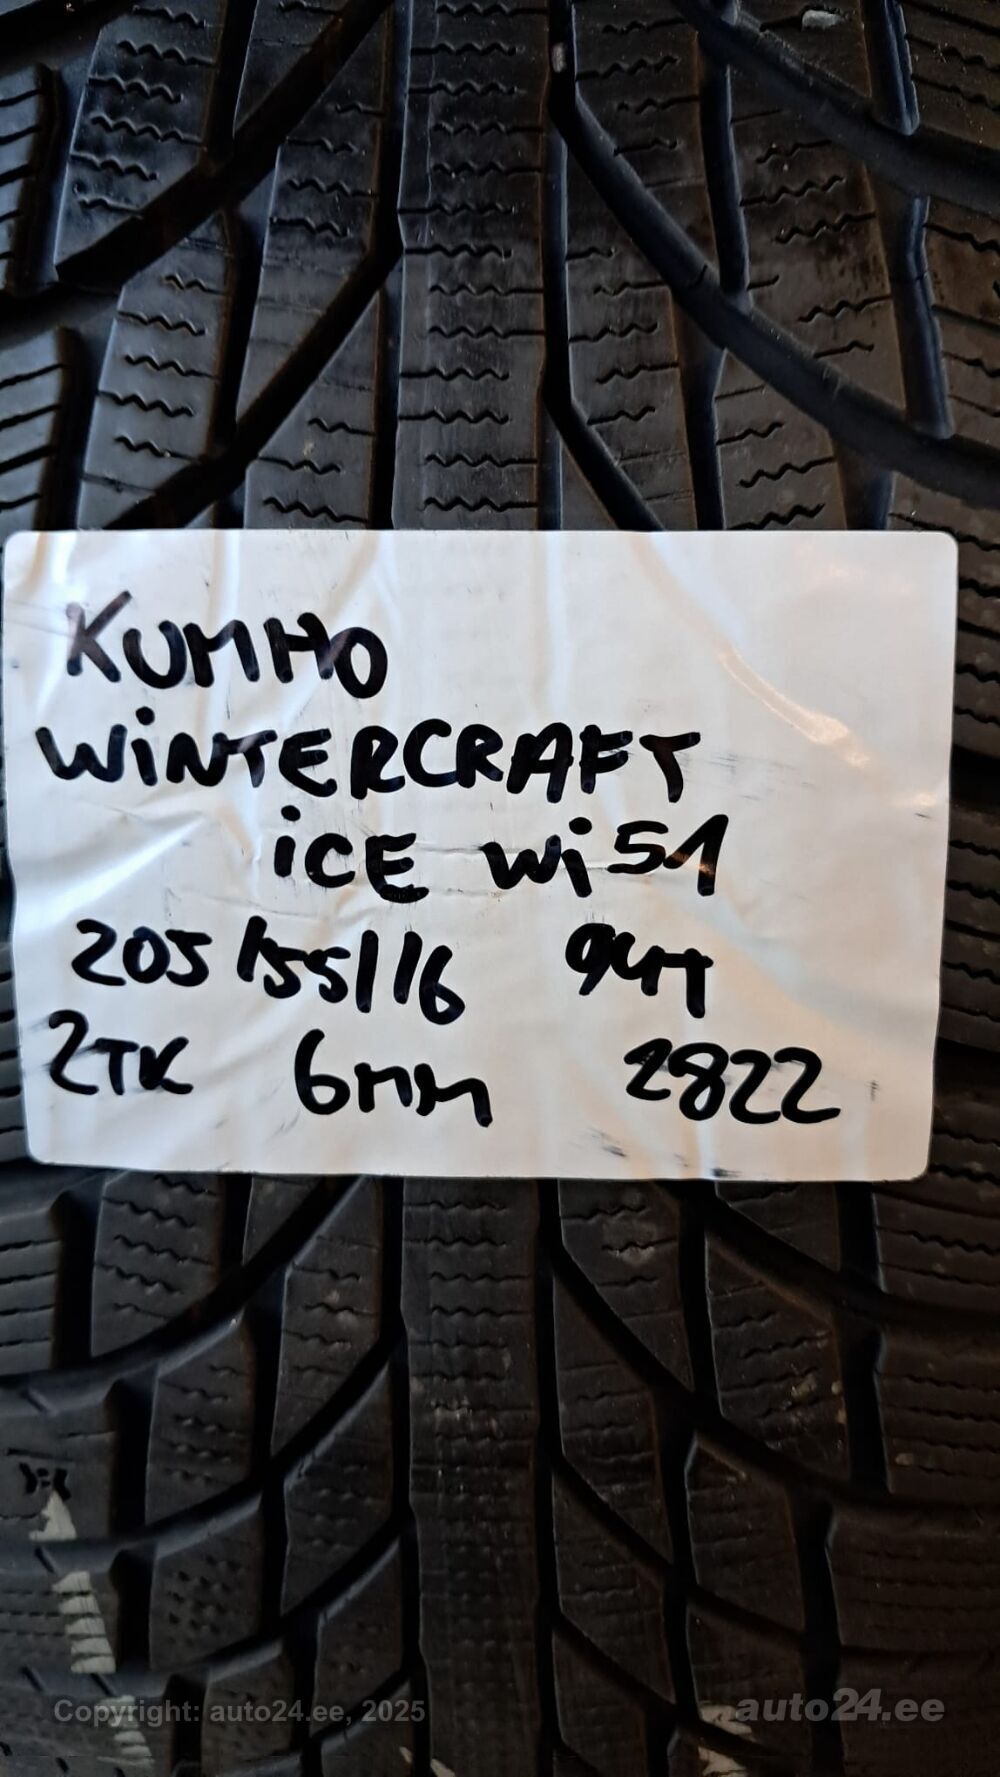 KUMHO
WiNTERCRAFT
iCE Wi51
205/55/16 94T
2TK 6mm 2822
Copyright: auto24.ee, 2025
auto24.ee